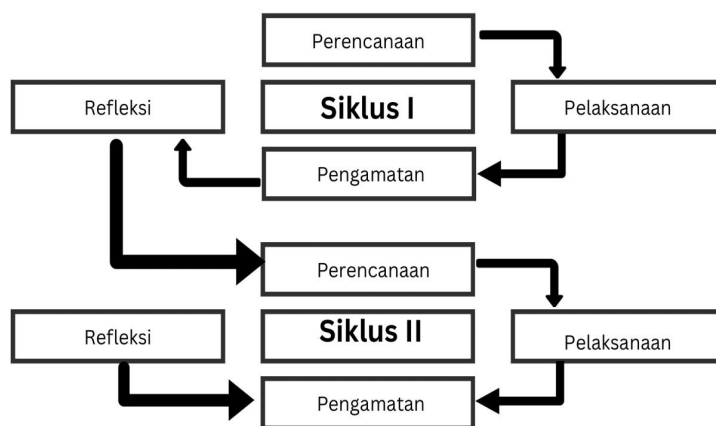 Perencanaan
Refleksi
Siklus I
Pelaksanaan
Pengamatan
Perencanaan
Refleksi
Siklus II
Pelaksanaan
Pengamatan